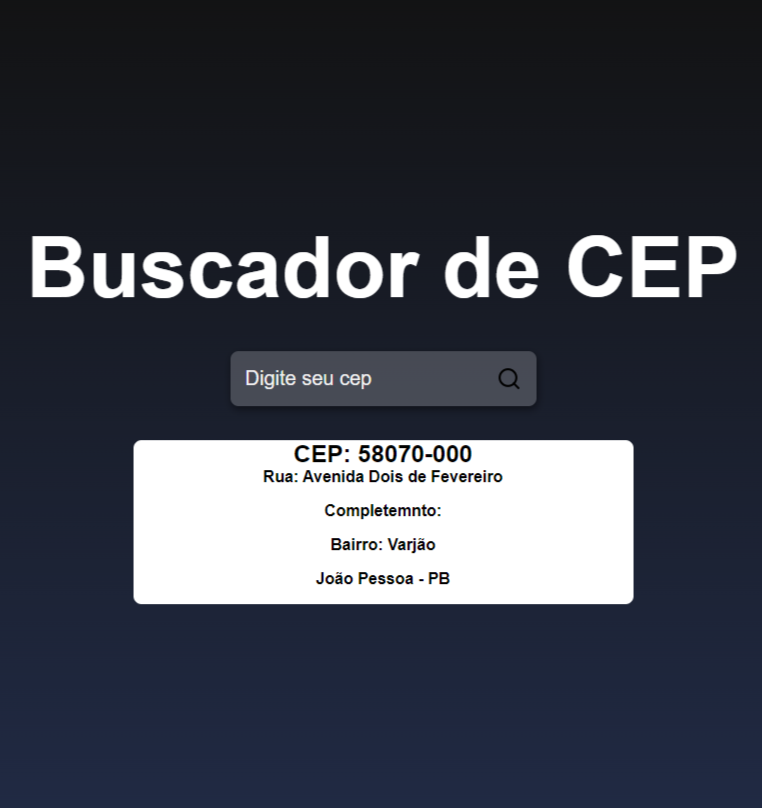 Buscador de CEP
Digite seu cep
CEP: 58070-000
Rua: Avenida Dois de Fevereiro
Completemnto:
Bairro: Varjão
João Pessoa - PB